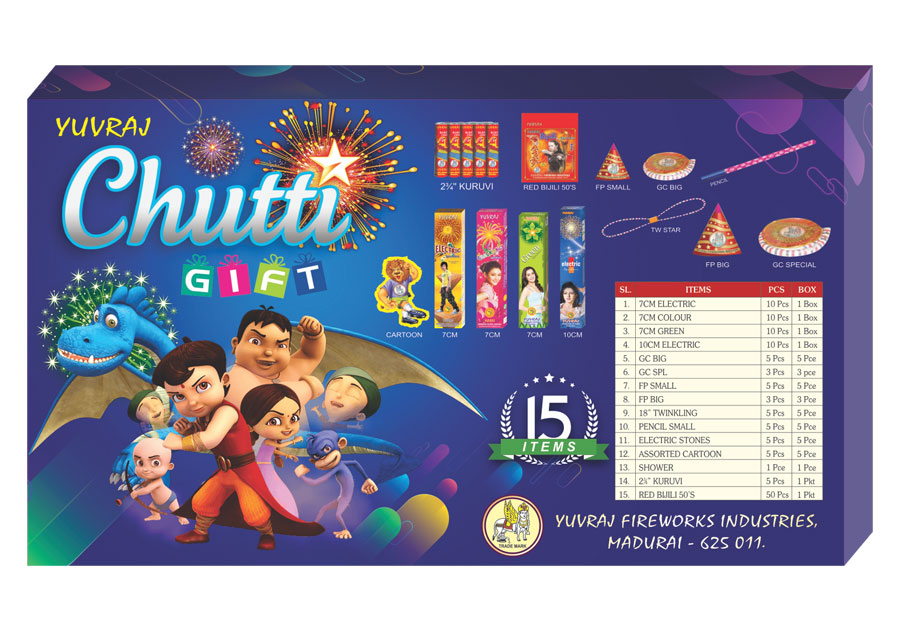 YUVRAJ
Chutti
GIFT
2¾" KURUVI
RED BIJILI 50'S
FP SMALL
GC BIG
PENCIL
TW STAR
FP BIG
GC SPECIAL
CARTOON
7CM
7CM
7CM
10CM
15
ITEMS
SL. ITEMS PCS BOX
1. 7CM ELECTRIC 10 Pcs 1 Box
2. 7CM COLOUR 10 Pcs 1 Box
3. 7CM GREEN 10 Pcs 1 Box
4. 10CM ELECTRIC 10 Pcs 1 Box
5. GC BIG 5 Pcs 5 Pce
6. GC SPL 3 Pcs 3 pce
7. FP SMALL 5 Pcs 5 Pce
8. FP BIG 3 Pcs 3 Pce
9. 18" TWINKLING 5 Pcs 5 Pce
10. PENCIL SMALL 5 Pcs 5 Pce
11. ELECTRIC STONES 5 Pcs 5 Pce
12. ASSORTED CARTOON 5 Pcs 5 Pce
13. SHOWER 1 Pce 1 Pce
14. 2¾" KURUVI 5 Pcs 1 Pkt
15. RED BIJILI 50'S 50 Pcs 1 Pkt
TRADE MARK
YUVRAJ FIREWORKS INDUSTRIES,
MADURAI - 625 011.